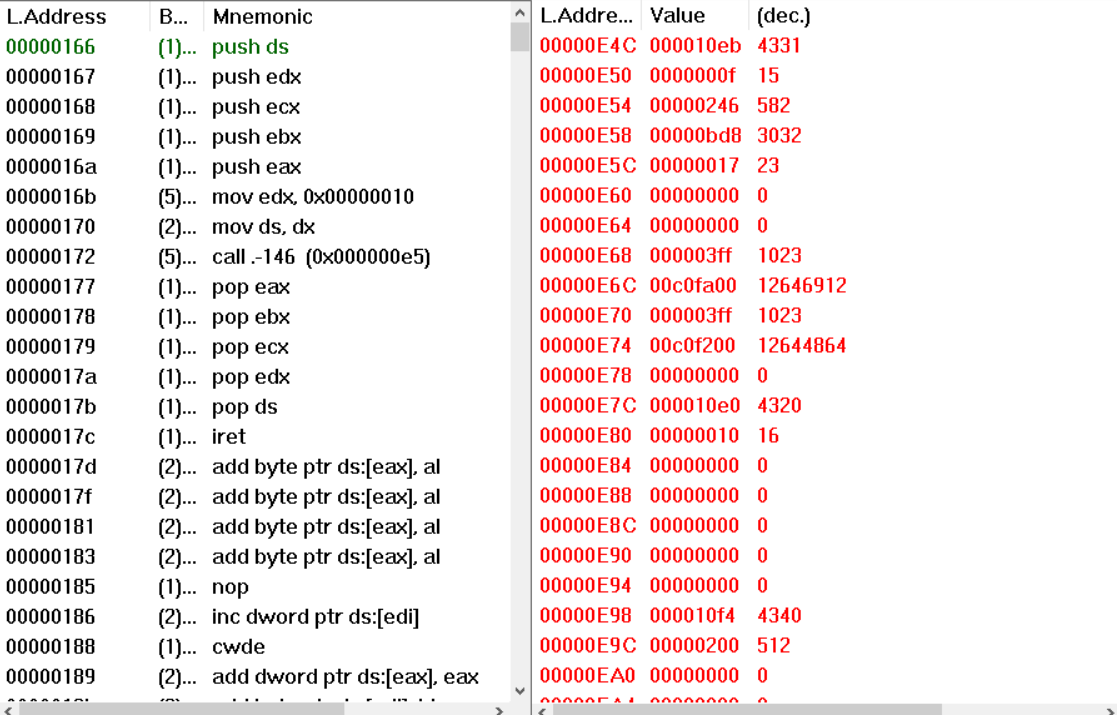 L.Address B... Mnemonic
00000166 (1)... push ds
00000167 (1)... push edx
00000168 (1)... push ecx
00000169 (1)... push ebx
0000016a (1)... push eax
0000016b (5)... mov edx, 0x00000010
00000170 (2)... mov ds, dx
00000172 (5)... call .-146 (0x000000e5)
00000177 (1)... pop eax
00000178 (1)... pop ebx
00000179 (1)... pop ecx
0000017a (1)... pop edx
0000017b (1)... pop ds
0000017c (1)... iret
0000017d (2)... add byte ptr ds:[eax], al
0000017f (2)... add byte ptr ds:[eax], al
00000181 (2)... add byte ptr ds:[eax], al
00000183 (2)... add byte ptr ds:[eax], al
00000185 (1)... nop
00000186 (2)... inc dword ptr ds:[edi]
00000188 (1)... cwde
00000189 (2)... add dword ptr ds:[eax], eax
L.Addre... Value (dec.)
00000E4C 000010eb 4331
00000E50 0000000f 15
00000E54 00000246 582
00000E58 00000bd8 3032
00000E5C 00000017 23
00000E60 00000000 0
00000E64 00000000 0
00000E68 000003ff 1023
00000E6C 00c0fa00 12646912
00000E70 000003ff 1023
00000E74 00c0f200 12644864
00000E78 00000000 0
00000E7C 000010e0 4320
00000E80 00000010 16
00000E84 00000000 0
00000E88 00000000 0
00000E8C 00000000 0
00000E90 00000000 0
00000E94 00000000 0
00000E98 000010f4 4340
00000E9C 00000200 512
00000EA0 00000000 0